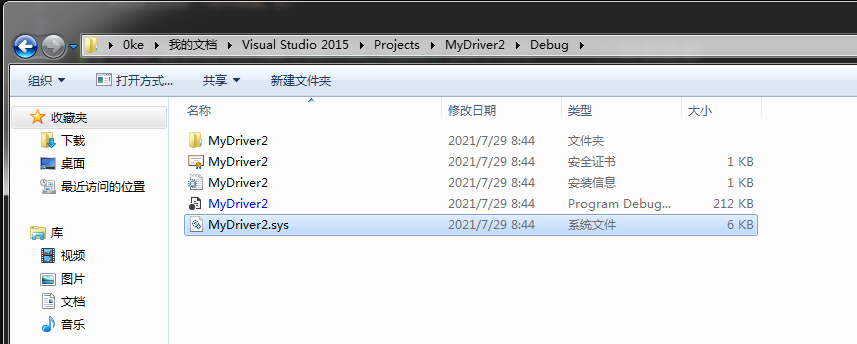 0ke ▸ 我的文档 ▸ Visual Studio 2015 ▸ Projects ▸ MyDriver2 ▸ Debug ▸
组织 打开方式... 共享 新建文件夹
收藏夹
下载
桌面
最近访问的位置
库
视频
图片
文档
音乐
名称 修改日期 类型 大小
MyDriver2 2021/7/29 8:44 文件夹
MyDriver2 2021/7/29 8:44 安全证书 1 KB
MyDriver2 2021/7/29 8:44 安装信息 1 KB
MyDriver2 2021/7/29 8:44 Program Debug... 212 KB
MyDriver2.sys 2021/7/29 8:44 系统文件 6 KB